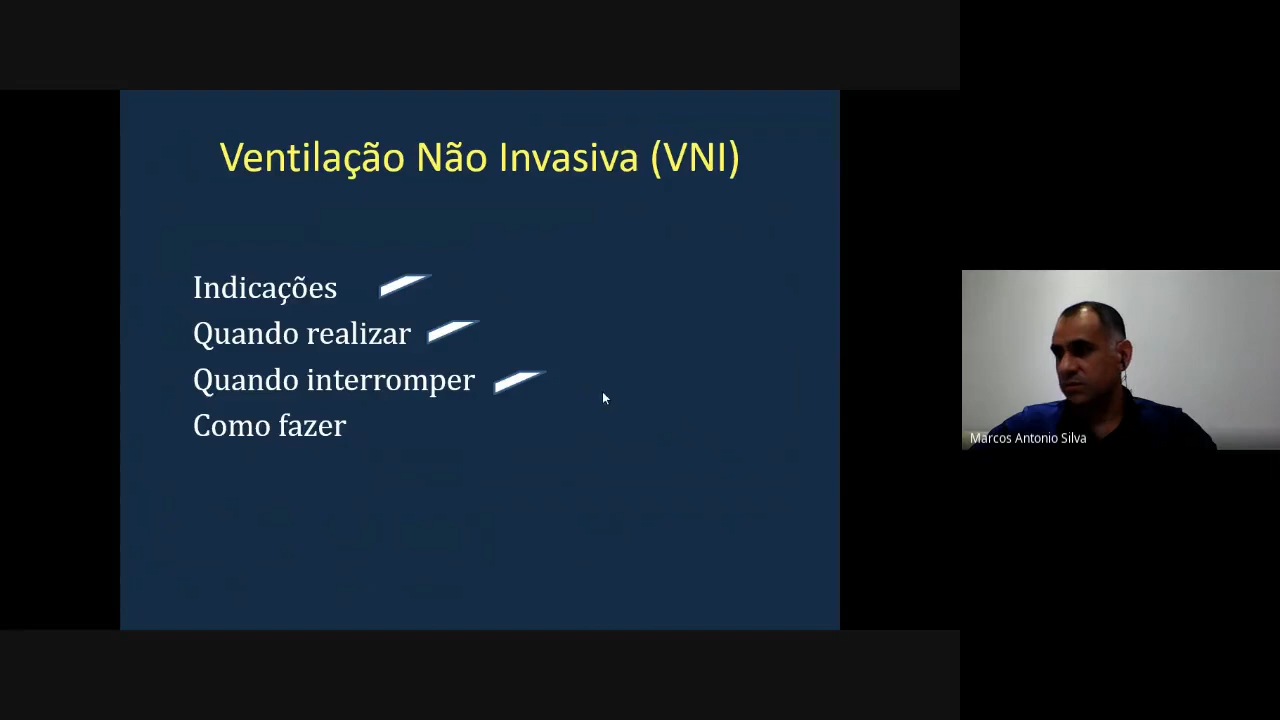 Ventilação Não Invasiva (VNI)
Indicações
Quando realizar
Quando interromper
Como fazer
Marcos Antonio Silva